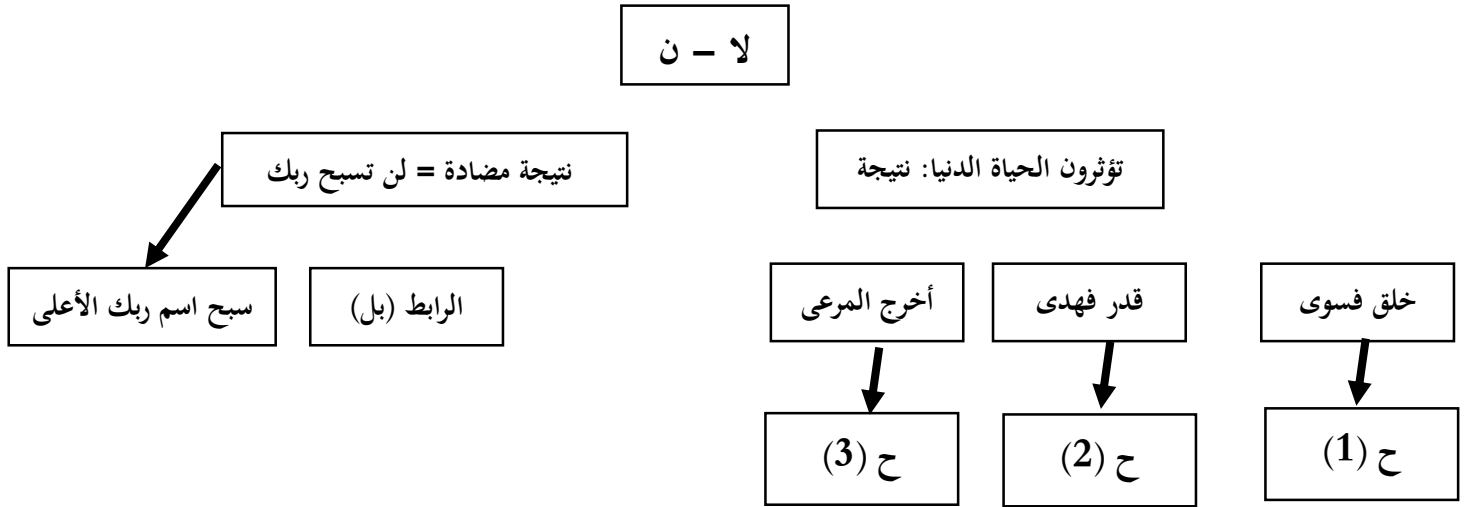 لا – ن
تؤثرون الحياة الدنيا: نتيجة
نتيجة مضادة = لن تسبح ربك
خلق فسوى
قدر فهدى
أخرج المرعى
الرابط (بل)
سبح اسم ربك الأعلى
ح (1)
ح (2)
ح (3)